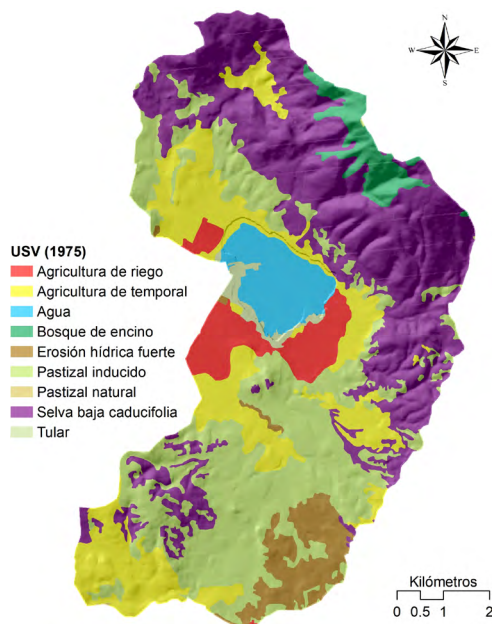 N
W E
S
USV (1975)
Agricultura de riego
Agricultura de temporal
Agua
Bosque de encino
Erosión hídrica fuerte
Pastizal inducido
Pastizal natural
Selva baja caducifolia
Tular
Kilómetros
0 0.5 1 2